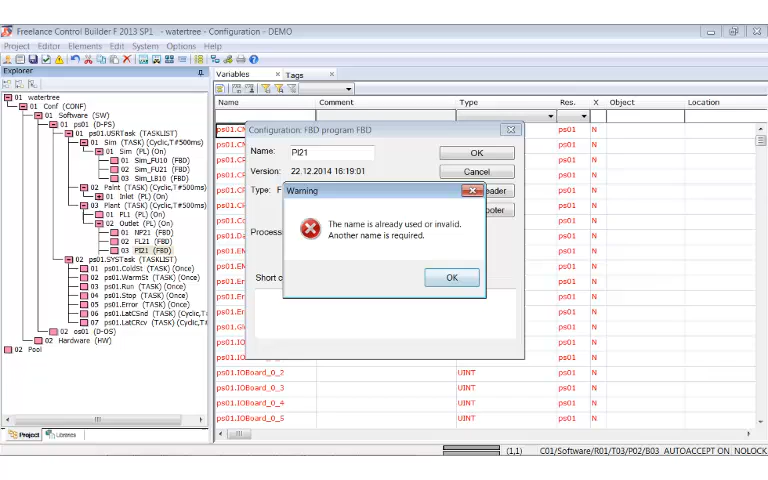 Freelance Control Builder F 2013 SP1 - watertree - Configuration - DEMO
Project Editor Elements Edit System Options Help
Explorer
Variables × Tags ×
Name Comment Type Res. X Object Location
01 watertree
01 Conf (CONF)
01 Software (SW)
01 ps01 (D-PS)
01 ps01.USRTask (TASKLIST)
01 Sim (TASK)(Cyclic,T#500ms)
01 Sim (PL)(On)
01 Sim_FU10 (FBD)
02 Sim_FU21 (FBD)
03 Sim_LB10 (FBD)
02 Paint (TASK)(Cyclic,T#500ms)
01 Inlet (PL)(On)
03 Plant (TASK)(Cyclic,T#500ms)
01 PL1 (PL)(On)
02 Outlet (PL)(On)
01 NP21 (FBD)
02 FL21 (FBD)
03 PI21 (FBD)
02 ps01.SYSTask (TASKLIST)
01 ps01.ColdSt (TASK)(Once)
02 ps01.WarmSt (TASK)(Once)
03 ps01.Run (TASK)(Once)
04 ps01.Stop (TASK)(Once)
05 ps01.Error (TASK)(Once)
06 ps01.LatCSnd (TASK)(Cyclic,T
07 ps01.LatCRcv (TASK)(Cyclic,T#
02 os01 (D-OS)
02 Hardware (HW)
02 Pool
Project Libraries
Configuration: FBD program FBD
Name: PI21 OK
Version: 22.12.2014 16:19:01 Cancel
Type: F eader
ooter
Process
Short c
Warning
The name is already used or invalid.
Another name is required.
OK
ps01 N
ps01.IOBoard_0_2 UINT ps01 N
ps01.IOBoard_0_3 UINT ps01 N
ps01.IOBoard_0_4 UINT ps01 N
ps01.IOBoard_0_5 UINT ps01 N
(1,1) C01/Software/R01/T03/P02/B03 AUTOACCEPT ON NOLOCK